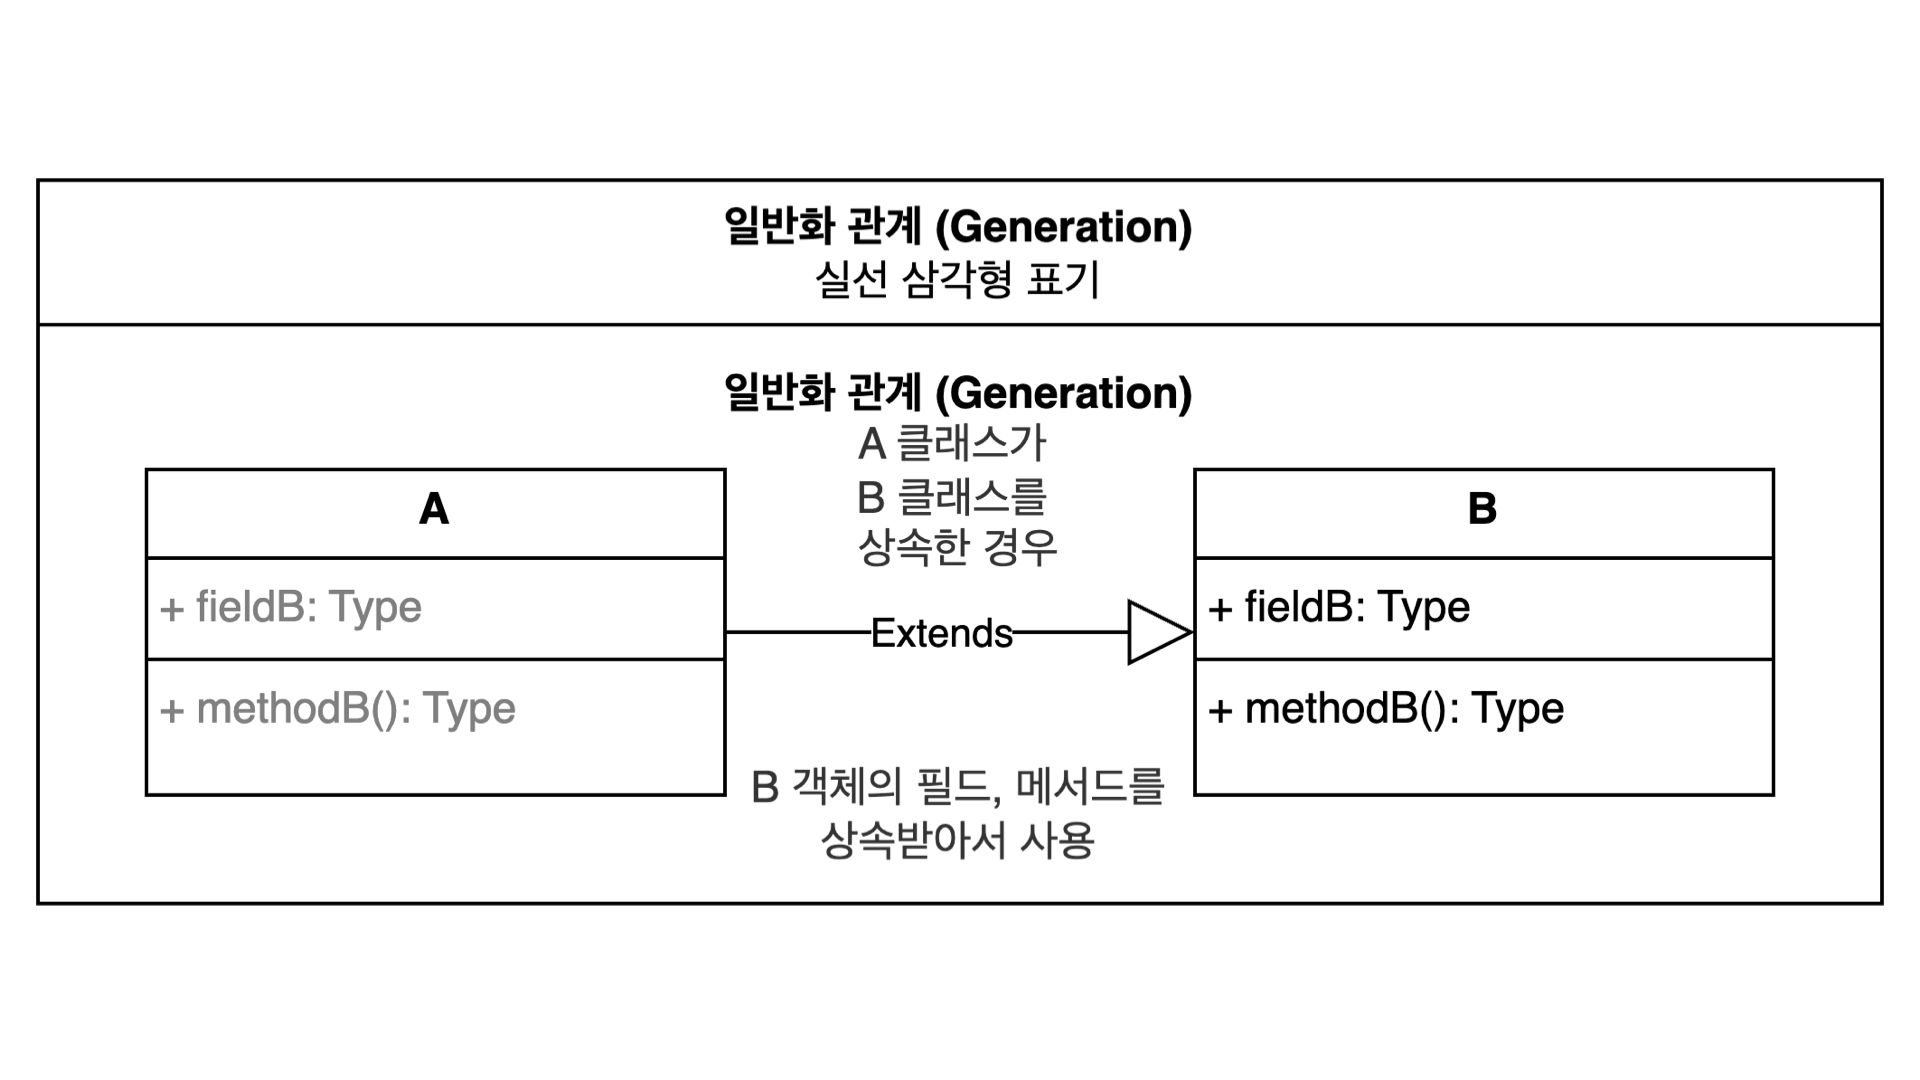 일반화 관계 (Generation)
실선 삼각형 표기
일반화 관계 (Generation)
A 클래스가
B 클래스를
상속한 경우
A
+ fieldB: Type
+ methodB(): Type
Extends
B
+ fieldB: Type
+ methodB(): Type
B 객체의 필드, 메서드를
상속받아서 사용